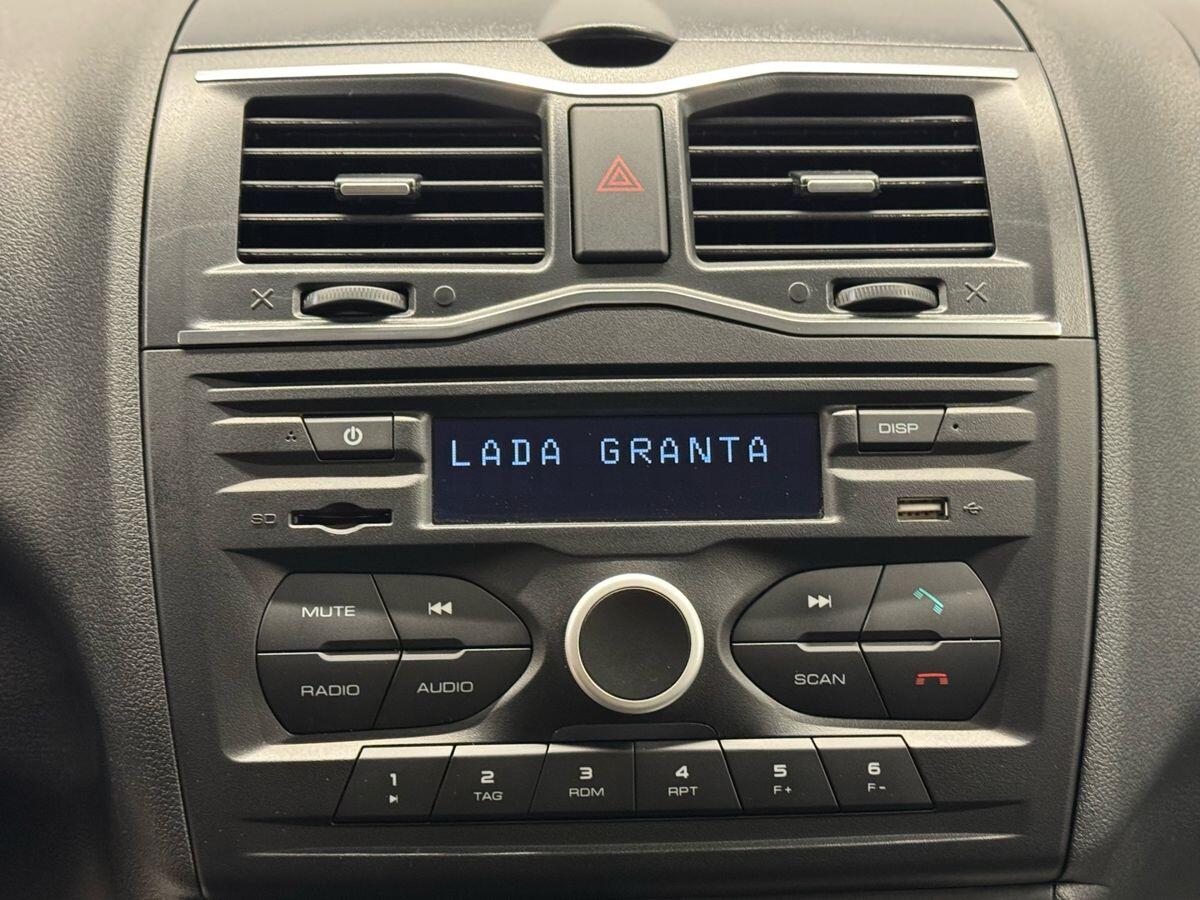 DISP
LADA GRANTA
SD
MUTE
RADIO
AUDIO
SCAN
1
2
TAG
3
RDM
4
RPT
5
F+
6
F-